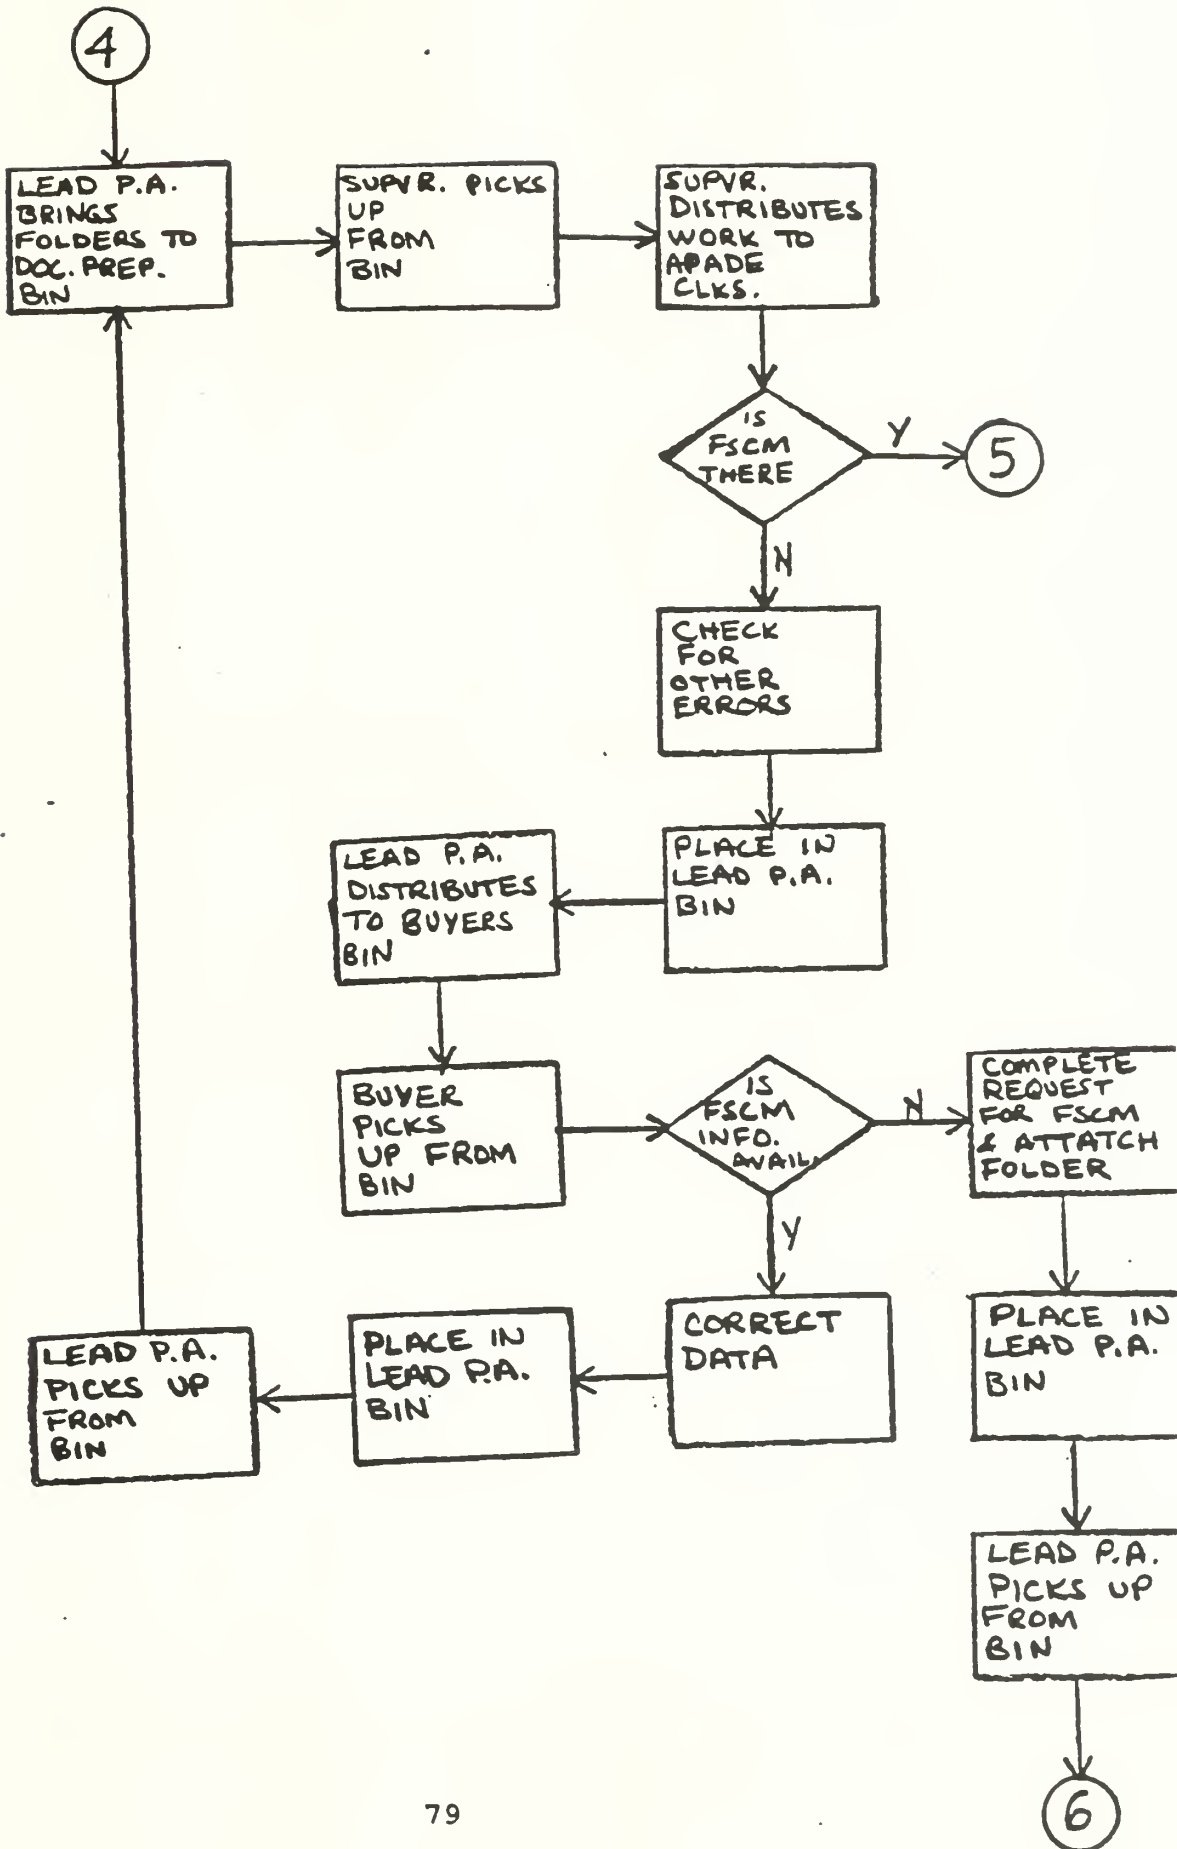 4
LEAD P.A.
BRINGS
FOLDERS TO
DOC. PREP.
BIN
SUPVR. PICKS
UP
FROM
BIN
SUPVR.
DISTRIBUTES
WORK TO
APADE
CLKS.
IS
FSCM
THERE
Y
5
N
CHECK
FOR
OTHER
ERRORS
PLACE IN
LEAD P.A.
BIN
LEAD P.A.
DISTRIBUTES
TO BUYERS
BIN
BUYER
PICKS
UP FROM
BIN
IS
FSCM
INFO.
AVAIL.
N
COMPLETE
REQUEST
FOR FSCM
& ATTATCH
FOLDER
Y
CORRECT
DATA
PLACE IN
LEAD P.A.
BIN
LEAD P.A.
PICKS UP
FROM
BIN
PLACE IN
LEAD P.A.
BIN
LEAD P.A.
PICKS UP
FROM
BIN
6
79